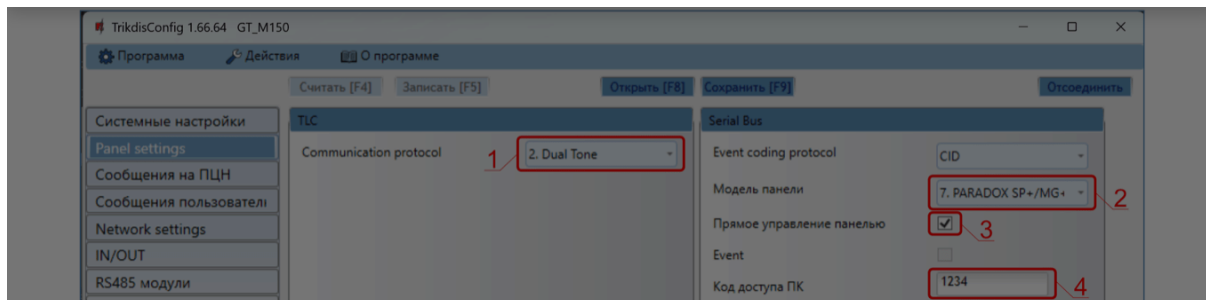 TrikdisConfig 1.66.64 GT_M150
Программа Действия О программе
Считать [F4] Записать [F5] Открыть [F8] Сохранить [F9] Отсоединить
Системные настройки
Panel settings
Сообщения на ПЦН
Сообщения пользователю
Network settings
IN/OUT
RS485 модули
TLC
Communication protocol 1 2. Dual Tone
Serial Bus
Event coding protocol CID
Модель панели 7. PARADOX SP+/MG+ 2
Прямое управление панелью 3
Event
Код доступа ПК 1234 4